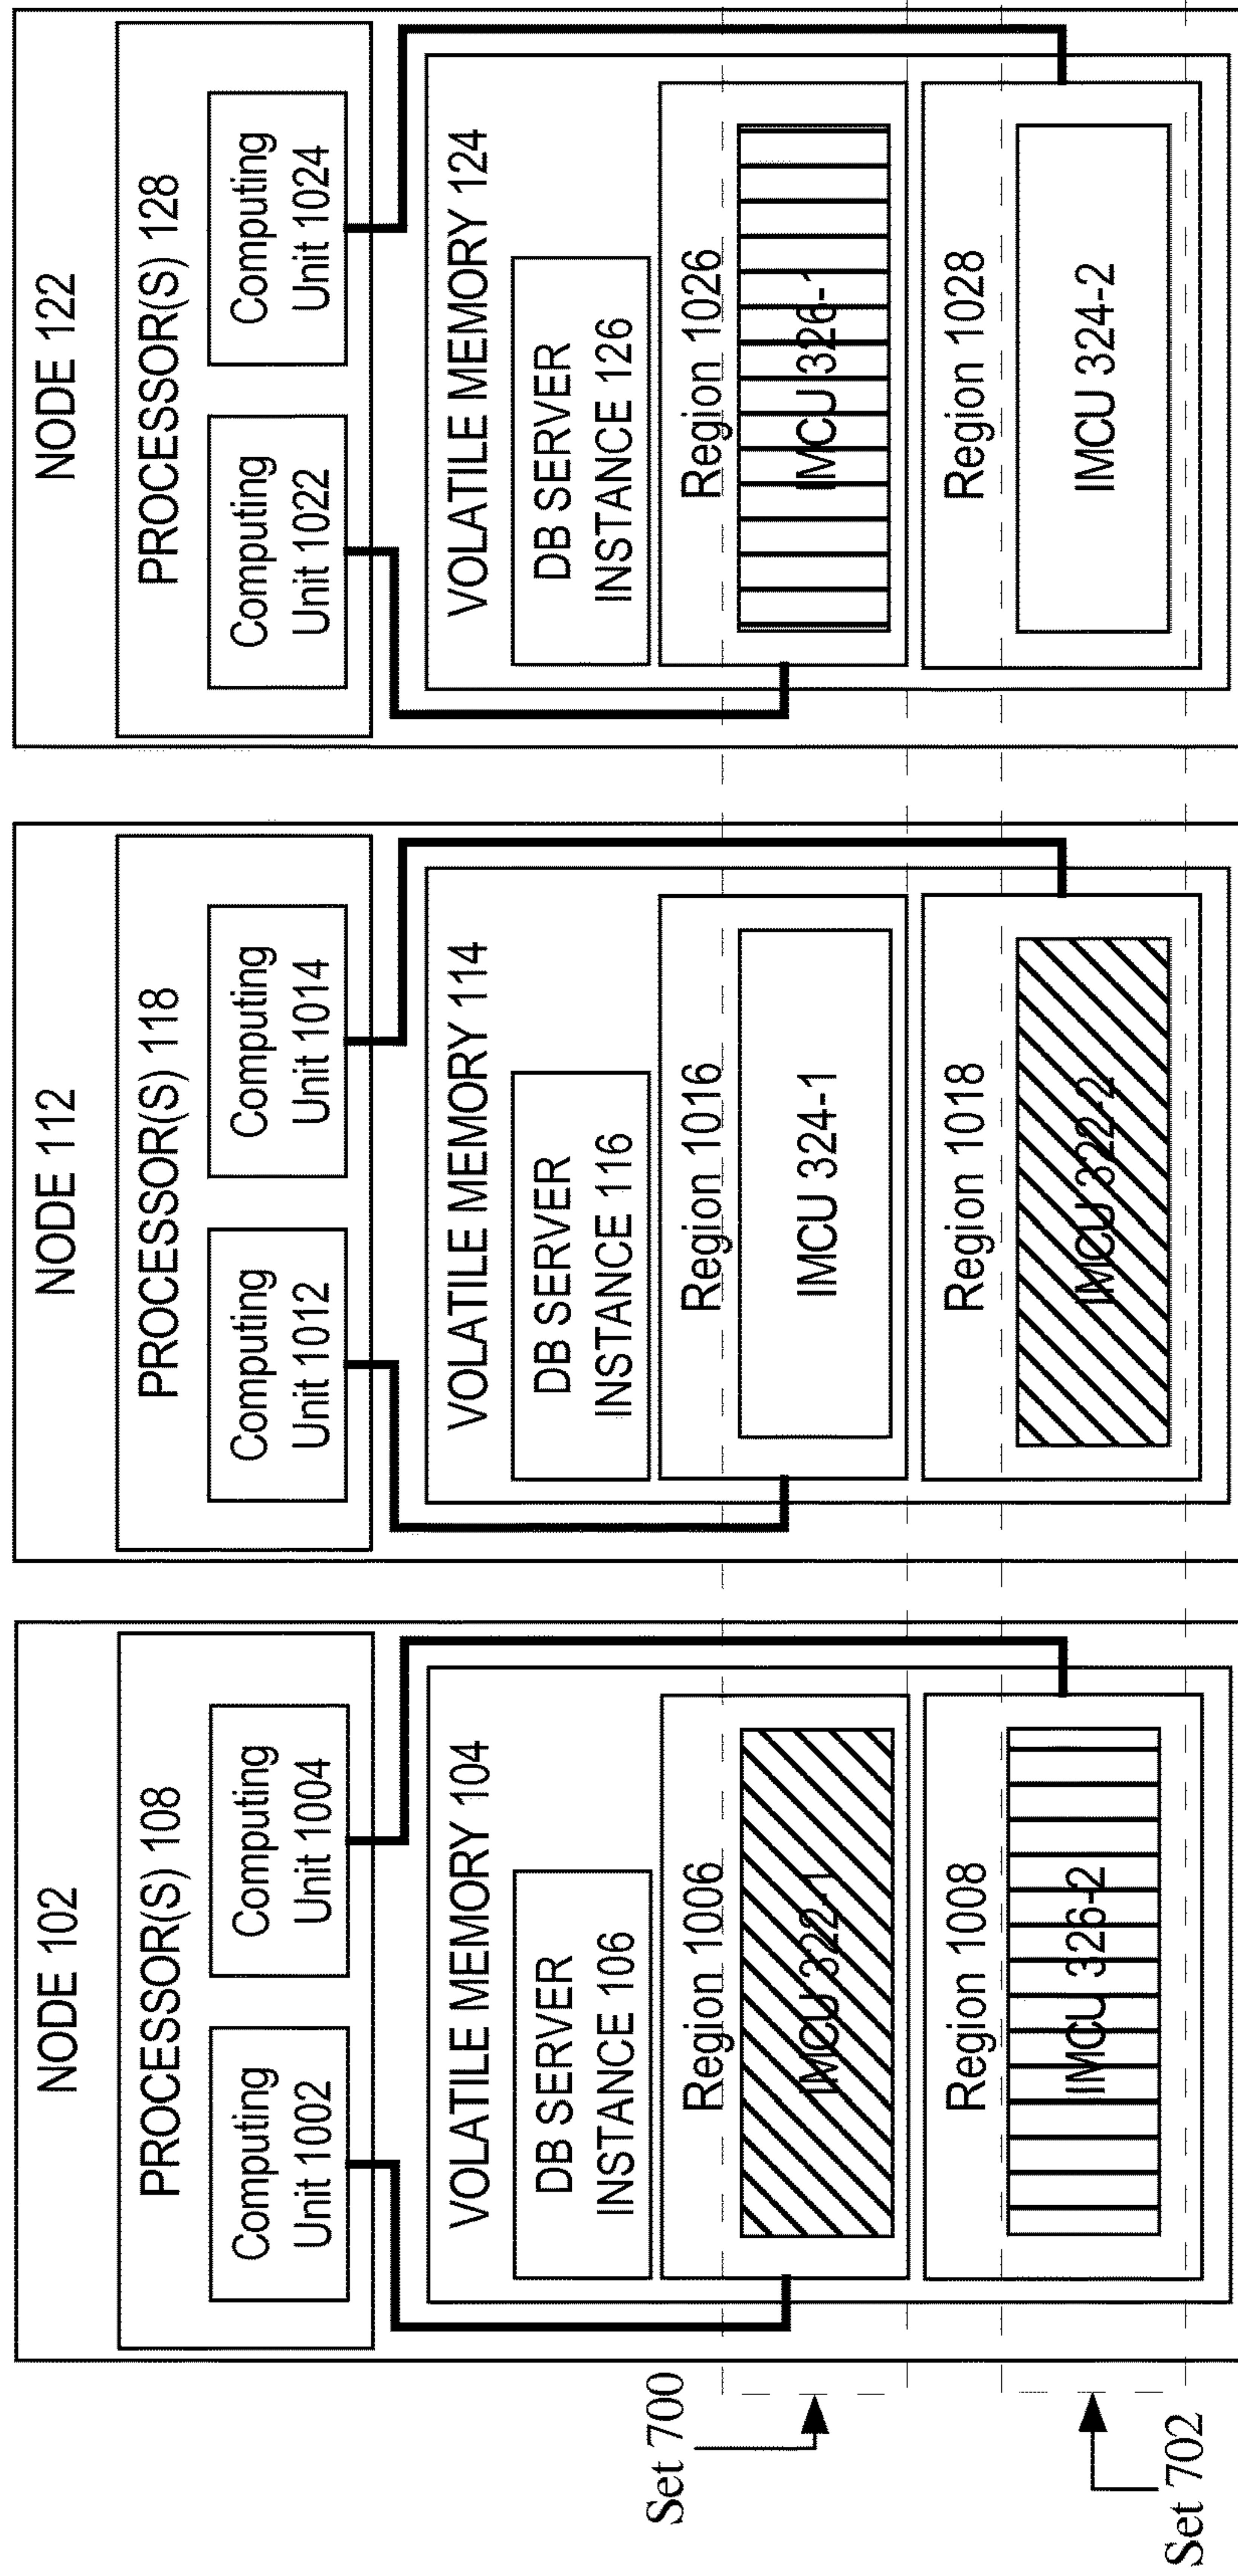 NODE 102
PROCESSOR(S) 108
Computing
Unit 1002
Computing
Unit 1004
VOLATILE MEMORY 104
DB SERVER
INSTANCE 106
Region 1006
IMCU 322-1
Region 1008
IMCU 326-2
NODE 112
PROCESSOR(S) 118
Computing
Unit 1012
Computing
Unit 1014
VOLATILE MEMORY 114
DB SERVER
INSTANCE 116
Region 1016
IMCU 324-1
Region 1018
IMCU 322-2
NODE 122
PROCESSOR(S) 128
Computing
Unit 1022
Computing
Unit 1024
VOLATILE MEMORY 124
DB SERVER
INSTANCE 126
Region 1026
IMCU 326-1
Region 1028
IMCU 324-2
Set 700
Set 702